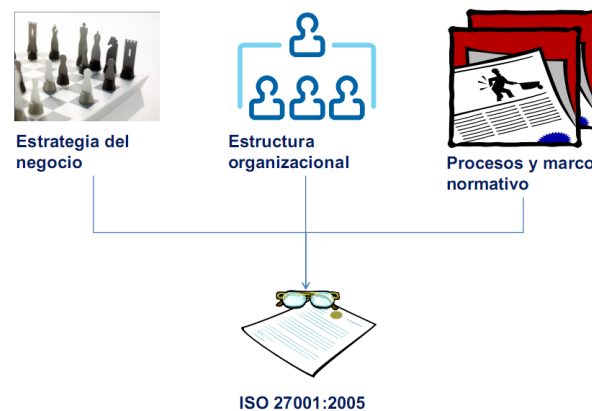 Estrategia del
negocio
Estructura
organizacional
Procesos y marco
normativo
ISO 27001:2005